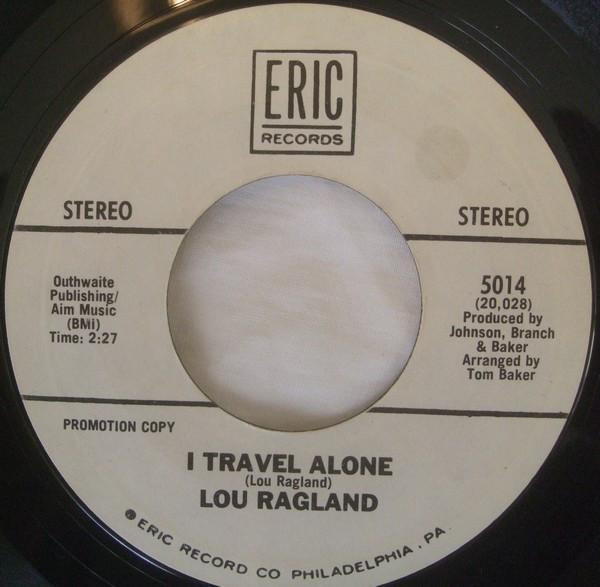 ERIC
RECORDS
STEREO
STEREO
Outhwaite
Publishing/
Aim Music
(BMI)
Time: 2:27
5014
(20,028)
Produced by
Johnson, Branch
& Baker
Arranged by
Tom Baker
PROMOTION COPY
I TRAVEL ALONE
(Lou Ragland)
LOU RAGLAND
ERIC RECORD CO PHILADELPHIA, PA.